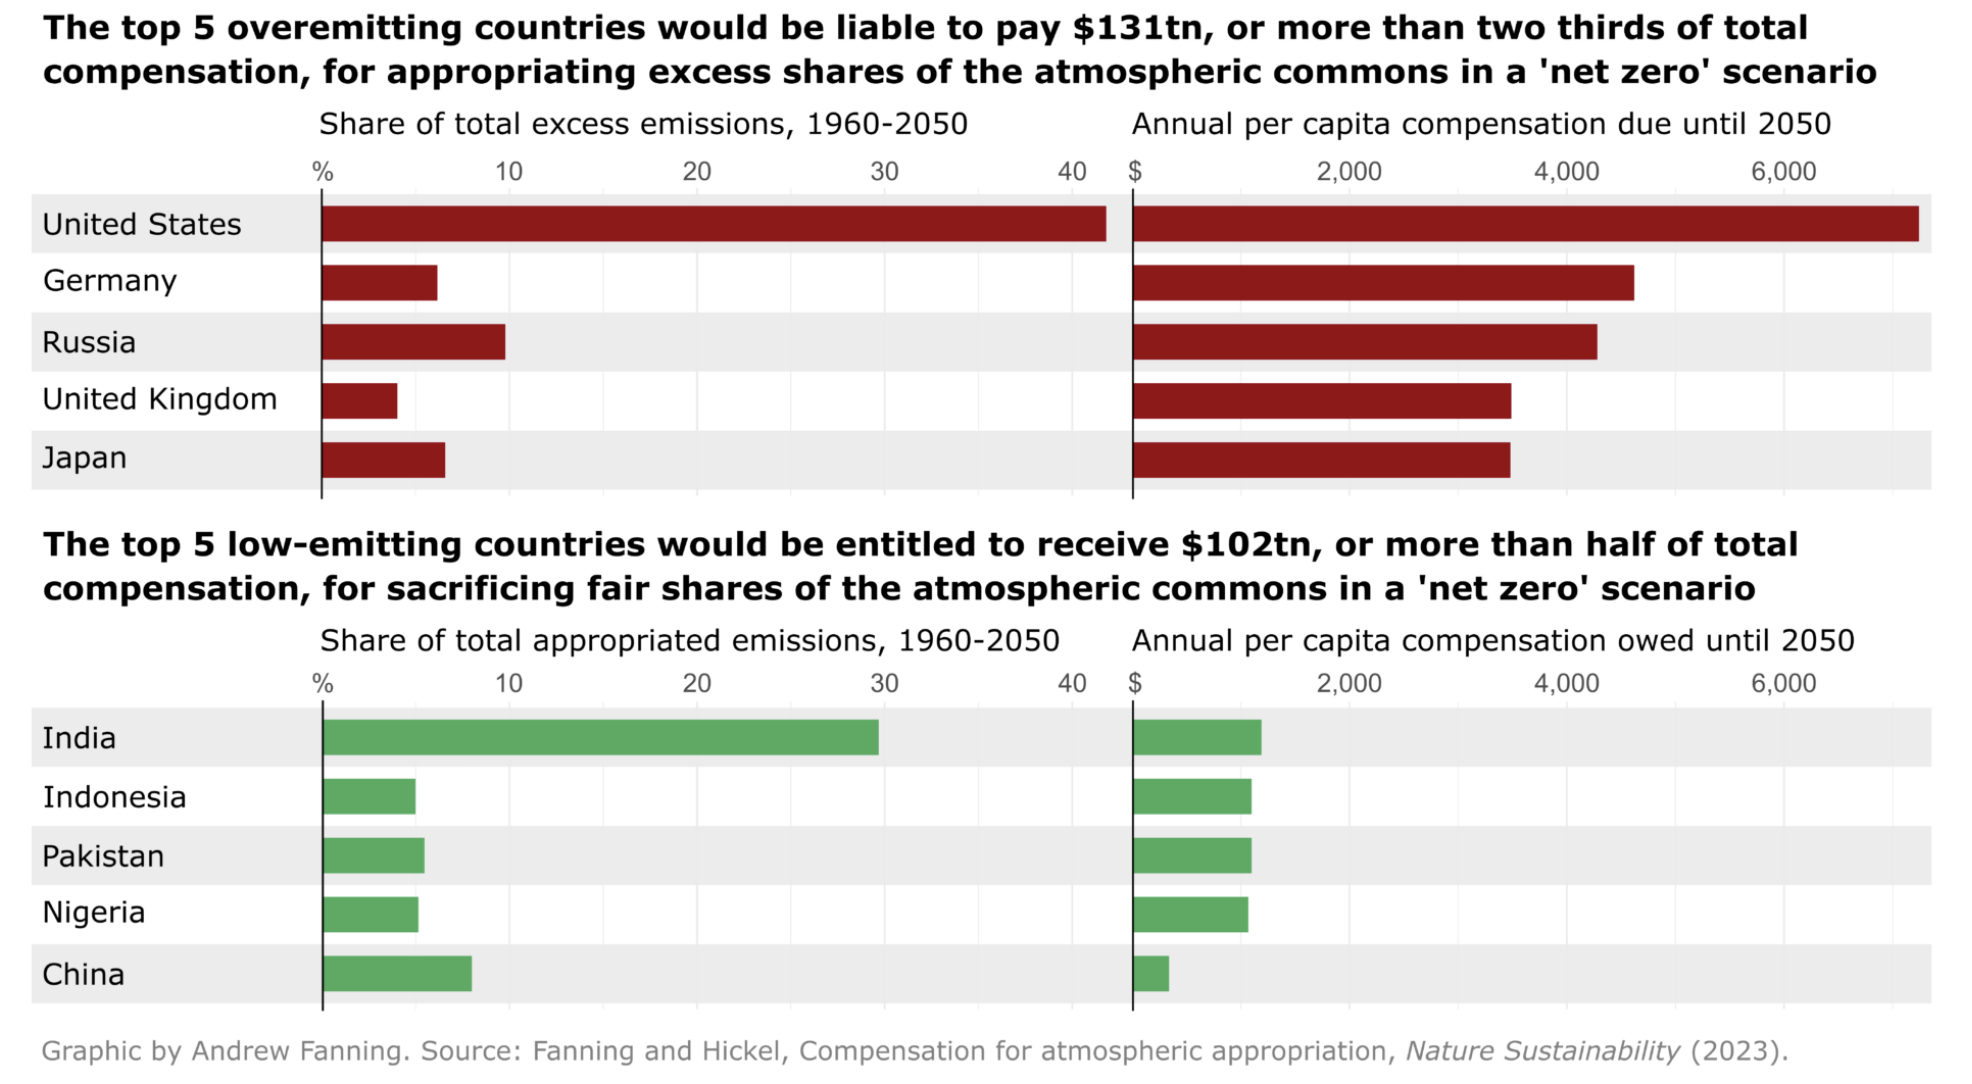 The top 5 overemitting countries would be liable to pay $131tn, or more than two thirds of total
compensation, for appropriating excess shares of the atmospheric commons in a 'net zero' scenario
Share of total excess emissions, 1960-2050
Annual per capita compensation due until 2050
% 10 20 30 40
$ 2,000 4,000 6,000
United States
Germany
Russia
United Kingdom
Japan
The top 5 low-emitting countries would be entitled to receive $102tn, or more than half of total
compensation, for sacrificing fair shares of the atmospheric commons in a 'net zero' scenario
Share of total appropriated emissions, 1960-2050
Annual per capita compensation owed until 2050
% 10 20 30 40
$ 2,000 4,000 6,000
India
Indonesia
Pakistan
Nigeria
China
Graphic by Andrew Fanning. Source: Fanning and Hickel, Compensation for atmospheric appropriation, Nature Sustainability (2023).